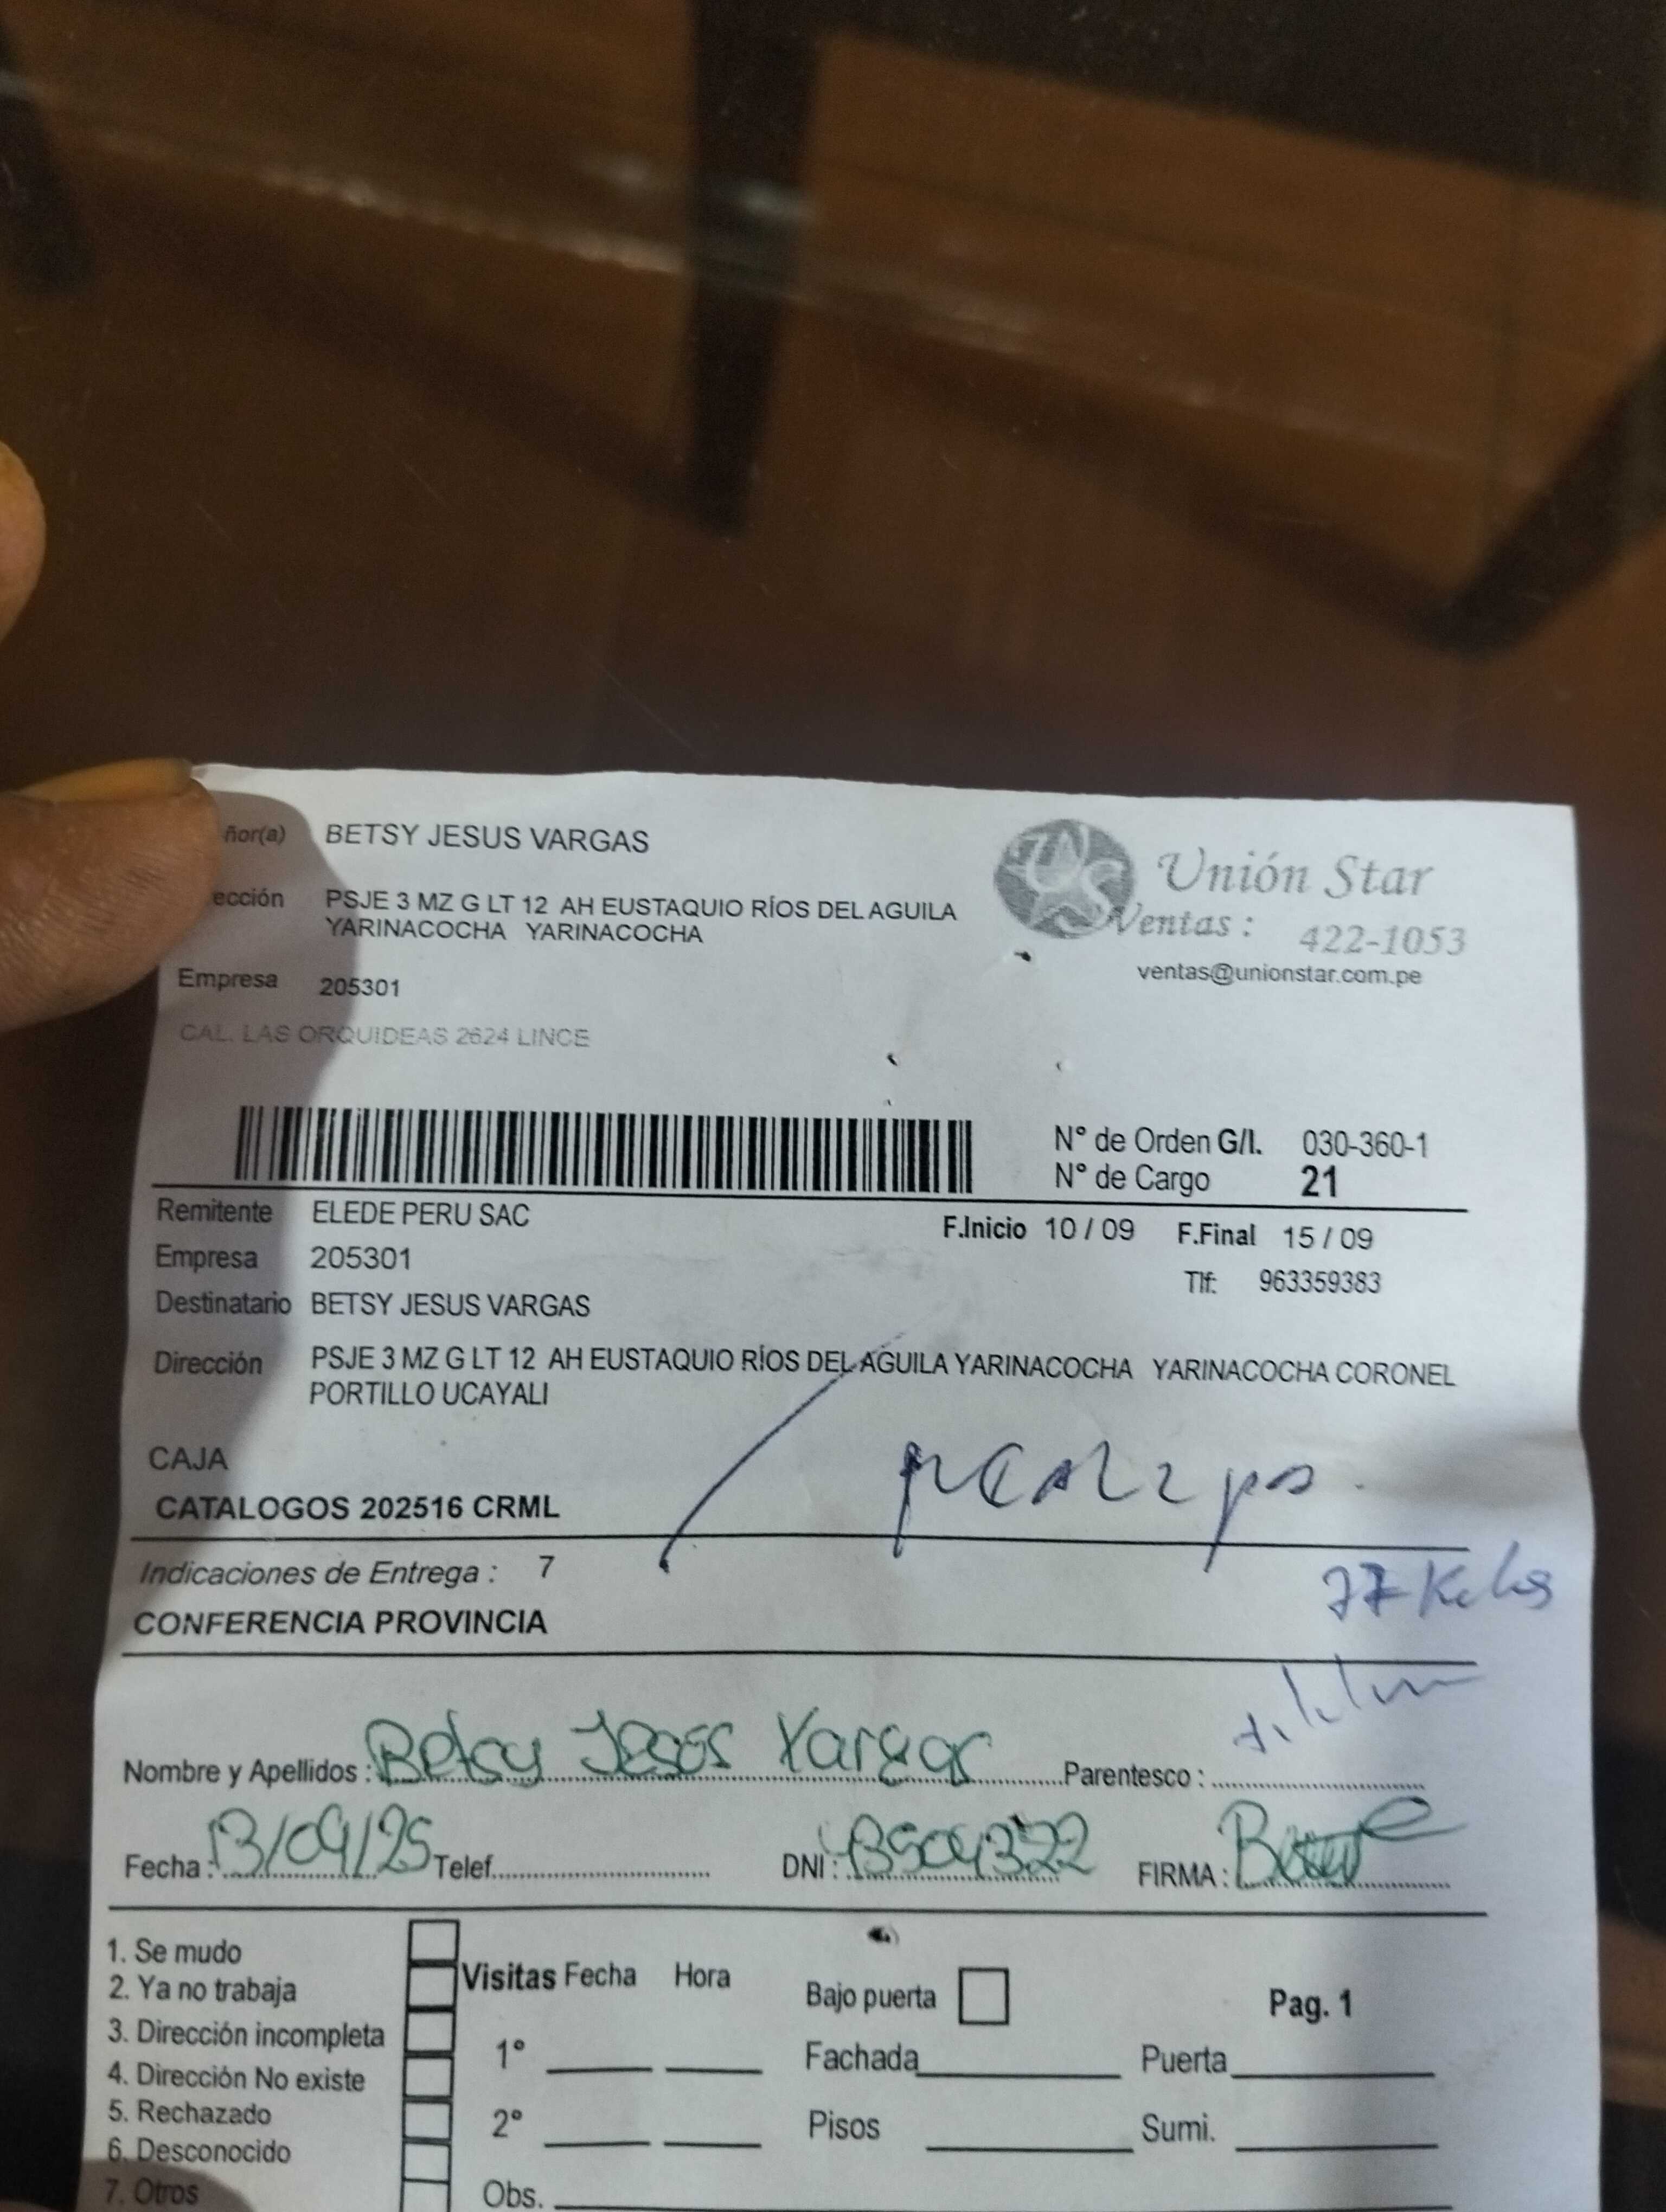 ñor(a) BETSY JESUS VARGAS
ección PSJE 3 MZ G LT 12 AH EUSTAQUIO RÍOS DEL AGUILA
YARINACOCHA YARINACOCHA
Unión Star
Ventas : 422-1053
ventas@unionstar.com.pe
Empresa 205301
CAL. LAS ORQUIDEAS 2624 LINCE
N° de Orden G/I. 030-360-1
N° de Cargo 21
Remitente ELEDE PERU SAC
F.Inicio 10 / 09 F.Final 15 / 09
Empresa 205301
Tlf: 963359383
Destinatario BETSY JESUS VARGAS
Dirección PSJE 3 MZ G LT 12 AH EUSTAQUIO RÍOS DEL AGUILA YARINACOCHA YARINACOCHA CORONEL
PORTILLO UCAYALI
CAJA
CATALOGOS 202516 CRML
Indicaciones de Entrega : 7
CONFERENCIA PROVINCIA
Nombre y Apellidos : Betsy Jesús Vargas Parentesco :
Fecha : 13/09/25 Telef. DNI : FIRMA :
1. Se mudo
2. Ya no trabaja
3. Dirección incompleta
4. Dirección No existe
5. Rechazado
6. Desconocido
7. Otros
Visitas Fecha Hora
1°
2°
Obs.
Bajo puerta
Fachada
Pisos
Pag. 1
Puerta
Sumi.